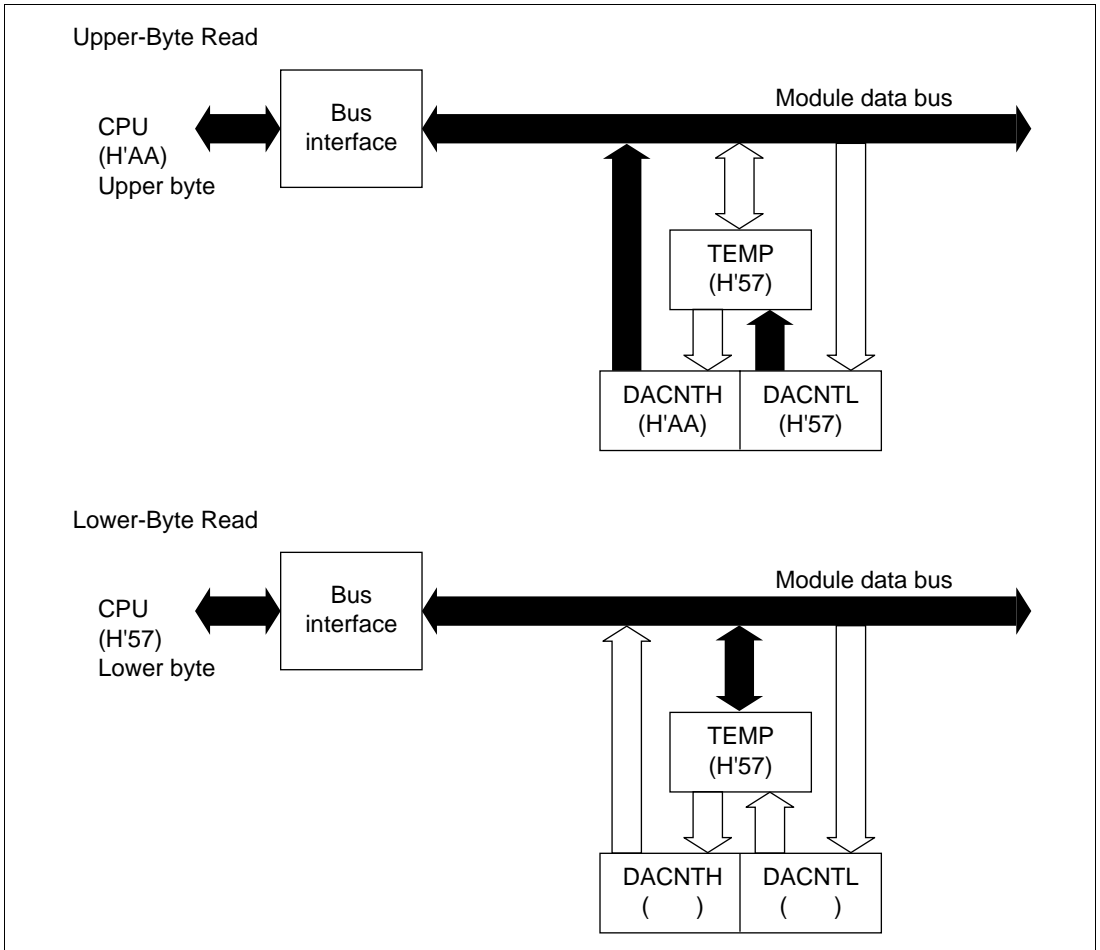 Upper-Byte Read
CPU
(H'AA)
Upper byte
Bus
interface
Module data bus
TEMP
(H'57)
DACNTH
(H'AA)
DACNTL
(H'57)
Lower-Byte Read
CPU
(H'57)
Lower byte
Bus
interface
Module data bus
TEMP
(H'57)
DACNTH
(      )
DACNTL
(      )